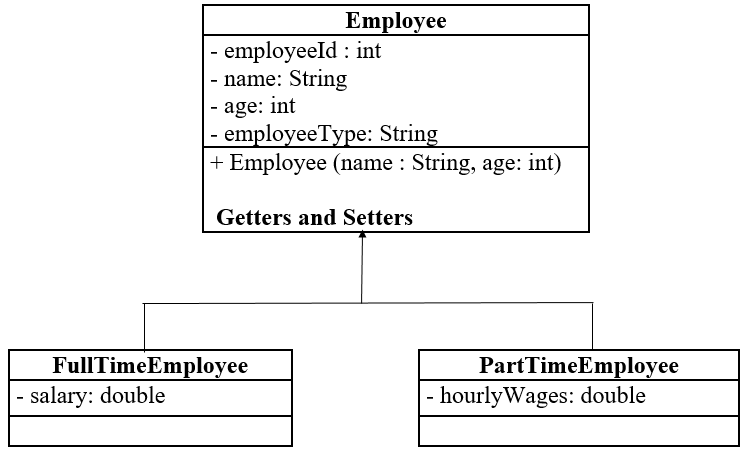 Employee
- employeeId : int
- name: String
- age: int
- employeeType: String
+ Employee (name : String, age: int)
Getters and Setters
FullTimeEmployee
- salary: double
PartTimeEmployee
- hourlyWages: double